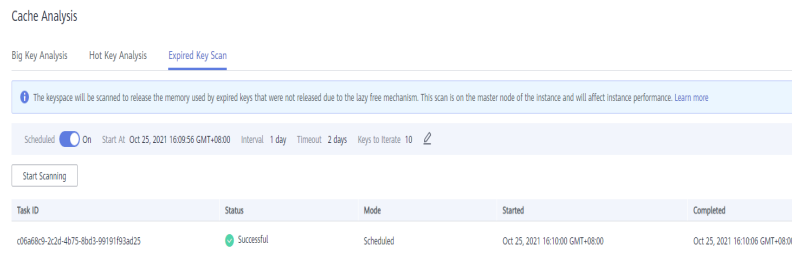 Cache Analysis
Big Key Analysis Hot Key Analysis Expired Key Scan
The keyspace will be scanned to release the memory used by expired keys that were not released due to the lazy free mechanism. This scan is on the master node of the instance and will affect instance performance. Learn more
Scheduled On Start At Oct 25, 2021 16:09:56 GMT+08:00 Interval 1 day Timeout 2 days Keys to Iterate 10
Start Scanning
Task ID Status Mode Started Completed
c06a68c9-2c2d-4b75-8bd3-99191f93ad25 Successful Scheduled Oct 25, 2021 16:10:00 GMT+08:00 Oct 25, 2021 16:10:06 GMT+08:0